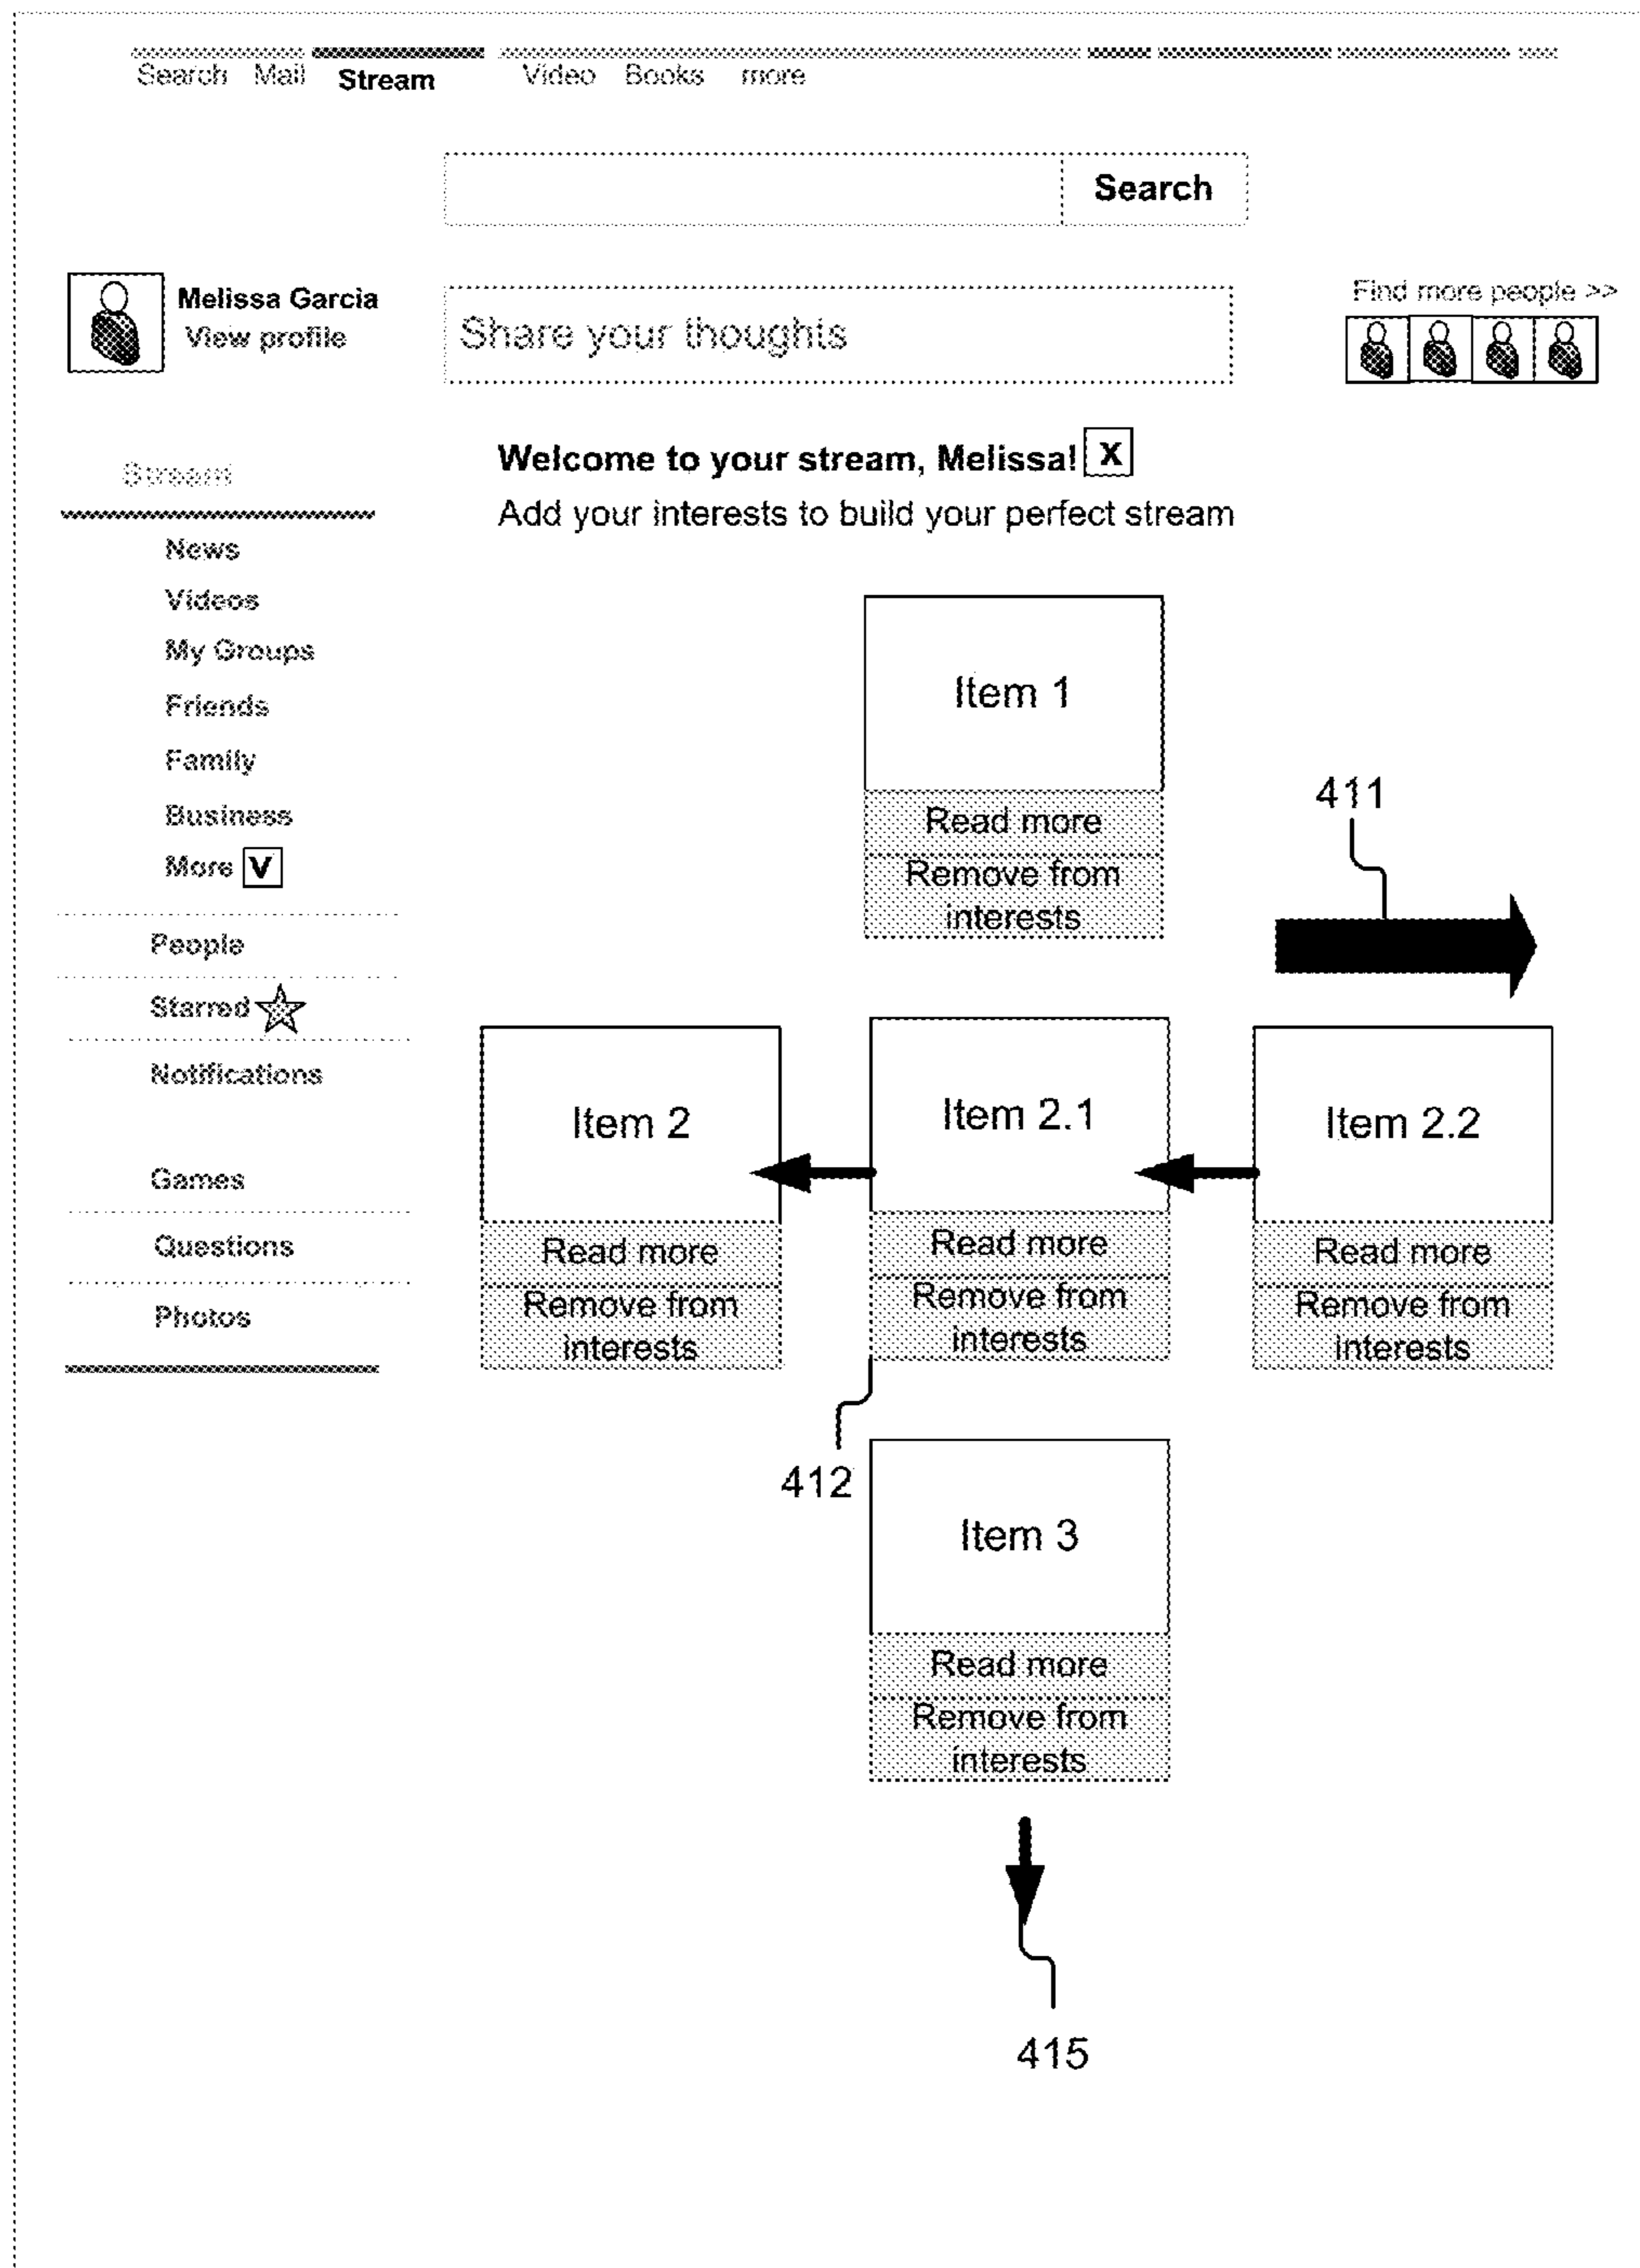 Search Mail Stream Video Books more
Search
Melissa Garcia
View profile
Share your thoughts
Find more people >>
Stream
Welcome to your stream, Melissa! X
Add your interests to build your perfect stream
News
Videos
My Groups
Friends
Family
Business
More V
People
Starred
Notifications
Games
Questions
Photos
Item 1
Read more
Remove from
interests
411
Item 2
Read more
Remove from
interests
Item 2.1
Read more
Remove from
interests
Item 2.2
Read more
Remove from
interests
412
Item 3
Read more
Remove from
interests
415